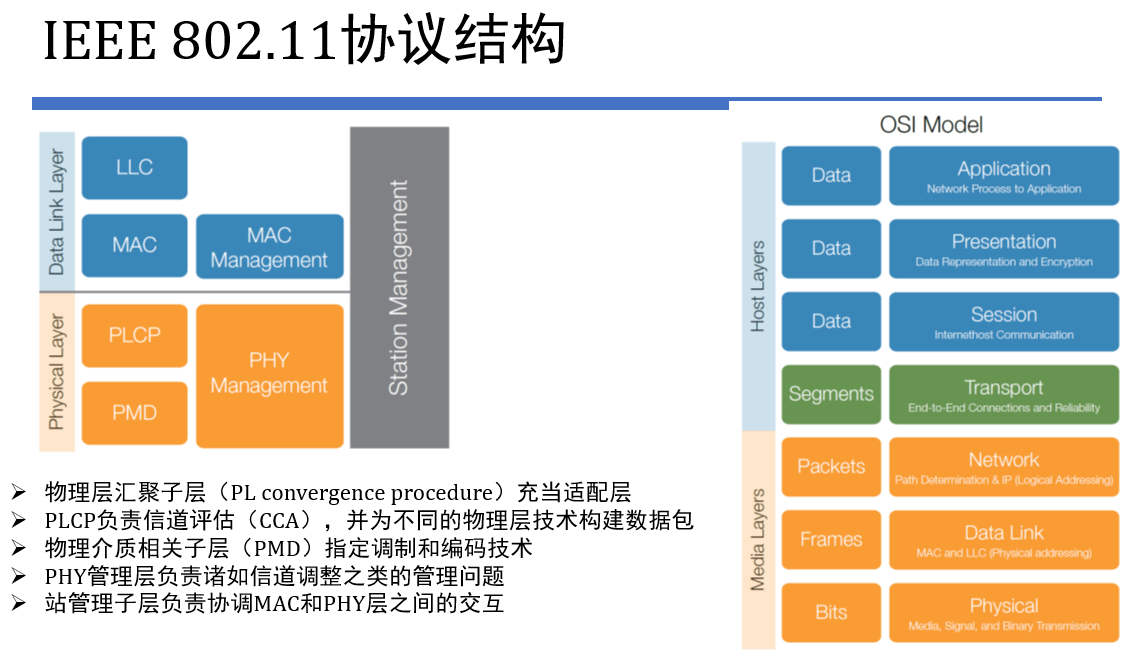 IEEE 802.11协议结构
Data Link Layer
LLC
MAC
MAC
Management
Physical Layer
PLCP
PMD
PHY
Management
Station Management
➢ 物理层汇聚子层（PL convergence procedure）充当适配层
➢ PLCP负责信道评估（CCA），并为不同的物理层技术构建数据包
➢ 物理介质相关子层（PMD）指定调制和编码技术
➢ PHY管理层负责诸如信道调整之类的管理问题
➢ 站管理子层负责协调MAC和PHY层之间的交互
OSI Model
Host Layers
Data
Application
Network Process to Application
Data
Presentation
Data Representation and Encryption
Data
Session
Internethost Communication
Segments
Transport
End-to-End Connections and Reliability
Media Layers
Packets
Network
Path Determination & IP (Logical Addressing)
Frames
Data Link
MAC and LLC (Physical addressing)
Bits
Physical
Media, Signal, and Binary Transmission